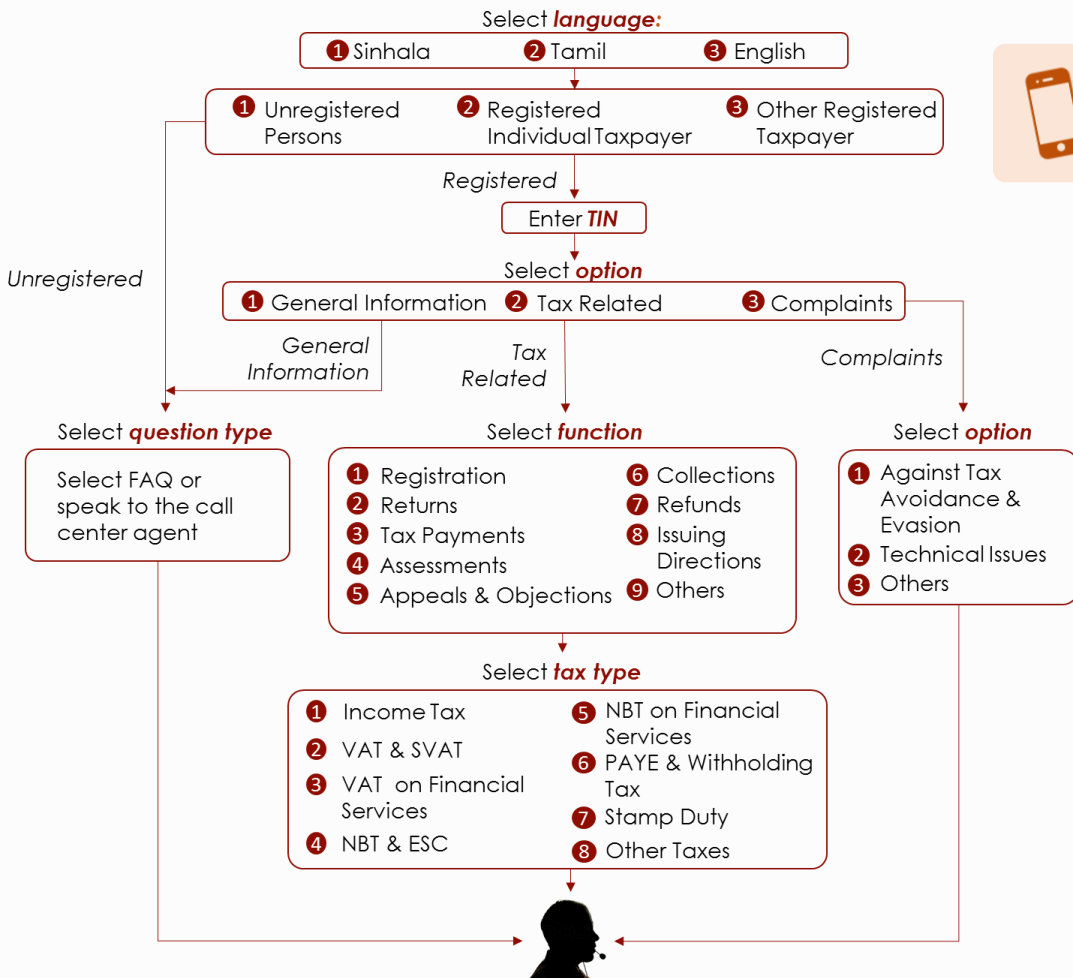 Select language:
1 Sinhala 2 Tamil 3 English
1 Unregistered Persons
2 Registered Individual Taxpayer
3 Other Registered Taxpayer
Registered
Enter TIN
Unregistered
Select option
1 General Information 2 Tax Related 3 Complaints
General
Information
Tax
Related
Complaints
Select question type
Select FAQ or
speak to the call
center agent
Select function
1 Registration
2 Returns
3 Tax Payments
4 Assessments
5 Appeals & Objections
6 Collections
7 Refunds
8 Issuing
Directions
9 Others
Select option
1 Against Tax
Avoidance &
Evasion
2 Technical Issues
3 Others
Select tax type
1 Income Tax
2 VAT & SVAT
3 VAT on Financial
Services
4 NBT & ESC
5 NBT on Financial
Services
6 PAYE & Withholding
Tax
7 Stamp Duty
8 Other Taxes